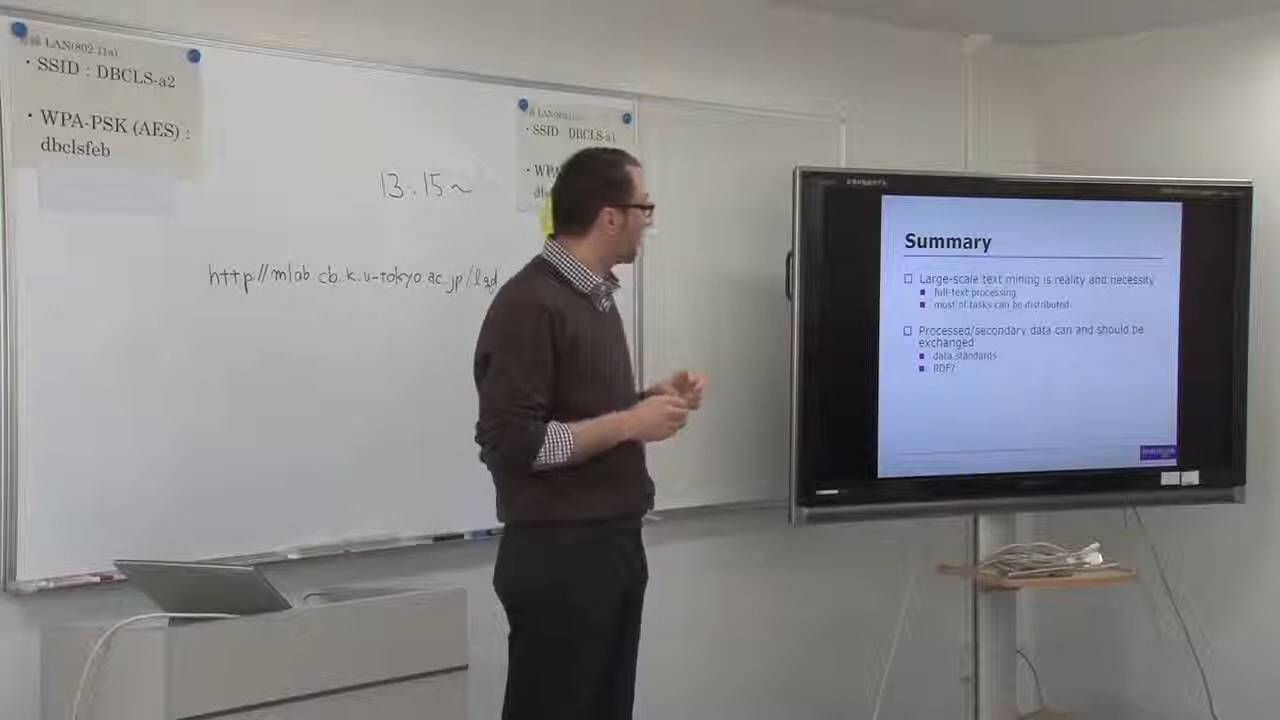 LAN(802.11a)
・SSID : DBCLS-a2
・WPA-PSK (AES) :
dbclsfeb
・SSID DBCLS-a1
13:15~
http://mlab.cb.k.u-tokyo.ac.jp/
Summary
Large-scale text mining is reality and necessity
full-text processing
most of tasks can be distributed
Processed/secondary data can and should be
exchanged
data standards
RDF?